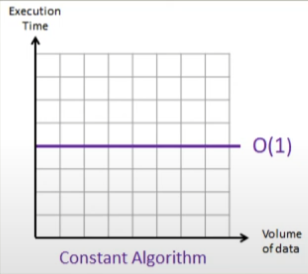 Execution
Time
O(1)
Volume
of data
Constant Algorithm